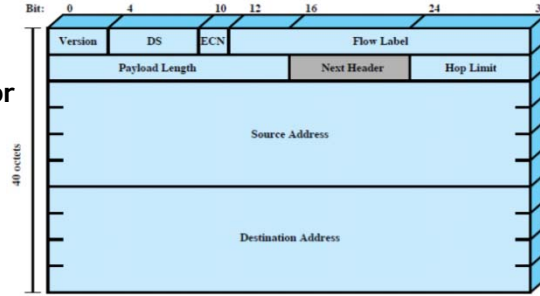 Bit: 0 4 10 12 16 24 3
Version DS ECN Flow Label
or
Payload Length Next Header Hop Limit
Source Address
40 octets
Destination Address